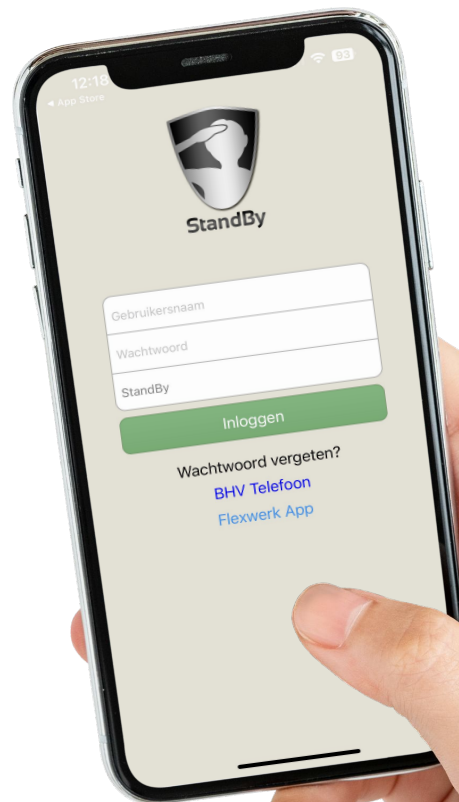 12:18
93
◀ App Store
StandBy
Gebruikersnaam
Wachtwoord
StandBy
Inloggen
Wachtwoord vergeten?
BHV Telefoon
Flexwerk App